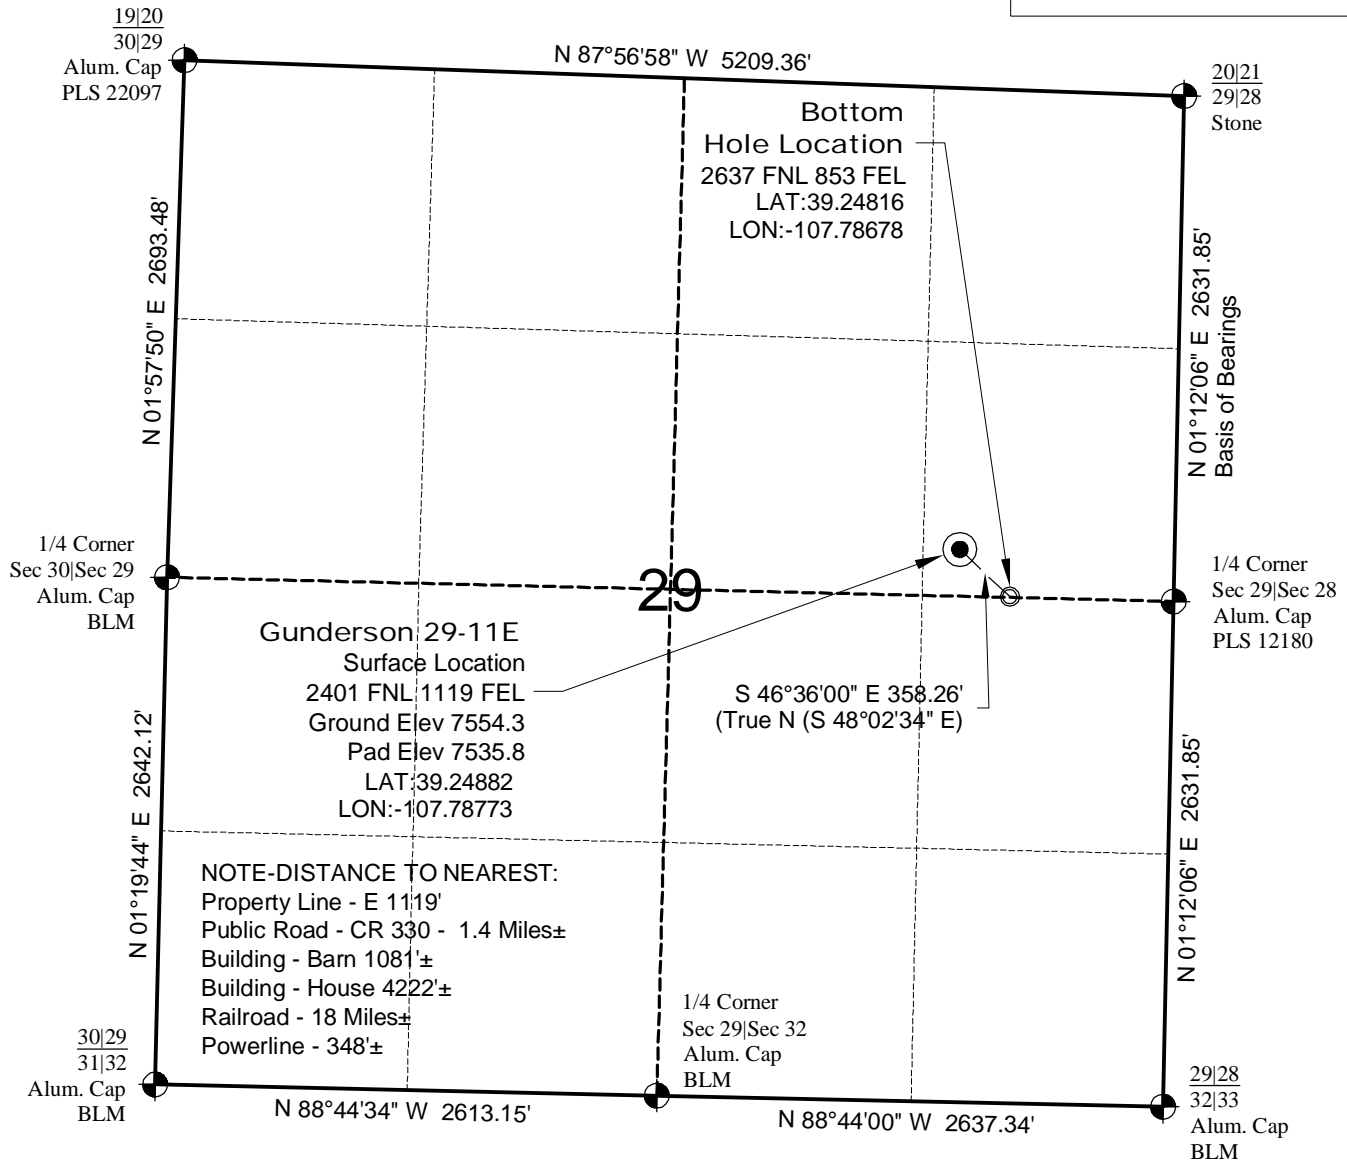 19|20
30|29
Alum. Cap
PLS 22097
N 87°56'58" W 5209.36'
20|21
29|28
Stone
Bottom
Hole Location
2637 FNL 853 FEL
LAT:39.24816
LON:-107.78678
N 01°57'50" E 2693.48'
N 01°12'06" E 2631.85'
Basis of Bearings
1/4 Corner
Sec 30|Sec 29
Alum. Cap
BLM
29
1/4 Corner
Sec 29|Sec 28
Alum. Cap
PLS 12180
Gunderson 29-11E
Surface Location
2401 FNL 1119 FEL
Ground Elev 7554.3
Pad Elev 7535.8
LAT:39.24882
LON:-107.78773
S 46°36'00" E 358.26'
(True N (S 48°02'34" E)
N 01°19'44" E 2642.12'
N 01°12'06" E 2631.85'
NOTE-DISTANCE TO NEAREST:
Property Line - E 1119'
Public Road - CR 330 - 1.4 Miles±
Building - Barn 1081'±
Building - House 4222'±
Railroad - 18 Miles±
Powerline - 348'±
1/4 Corner
Sec 29|Sec 32
Alum. Cap
BLM
30|29
31|32
Alum. Cap
BLM
N 88°44'34" W 2613.15'
N 88°44'00" W 2637.34'
29|28
32|33
Alum. Cap
BLM